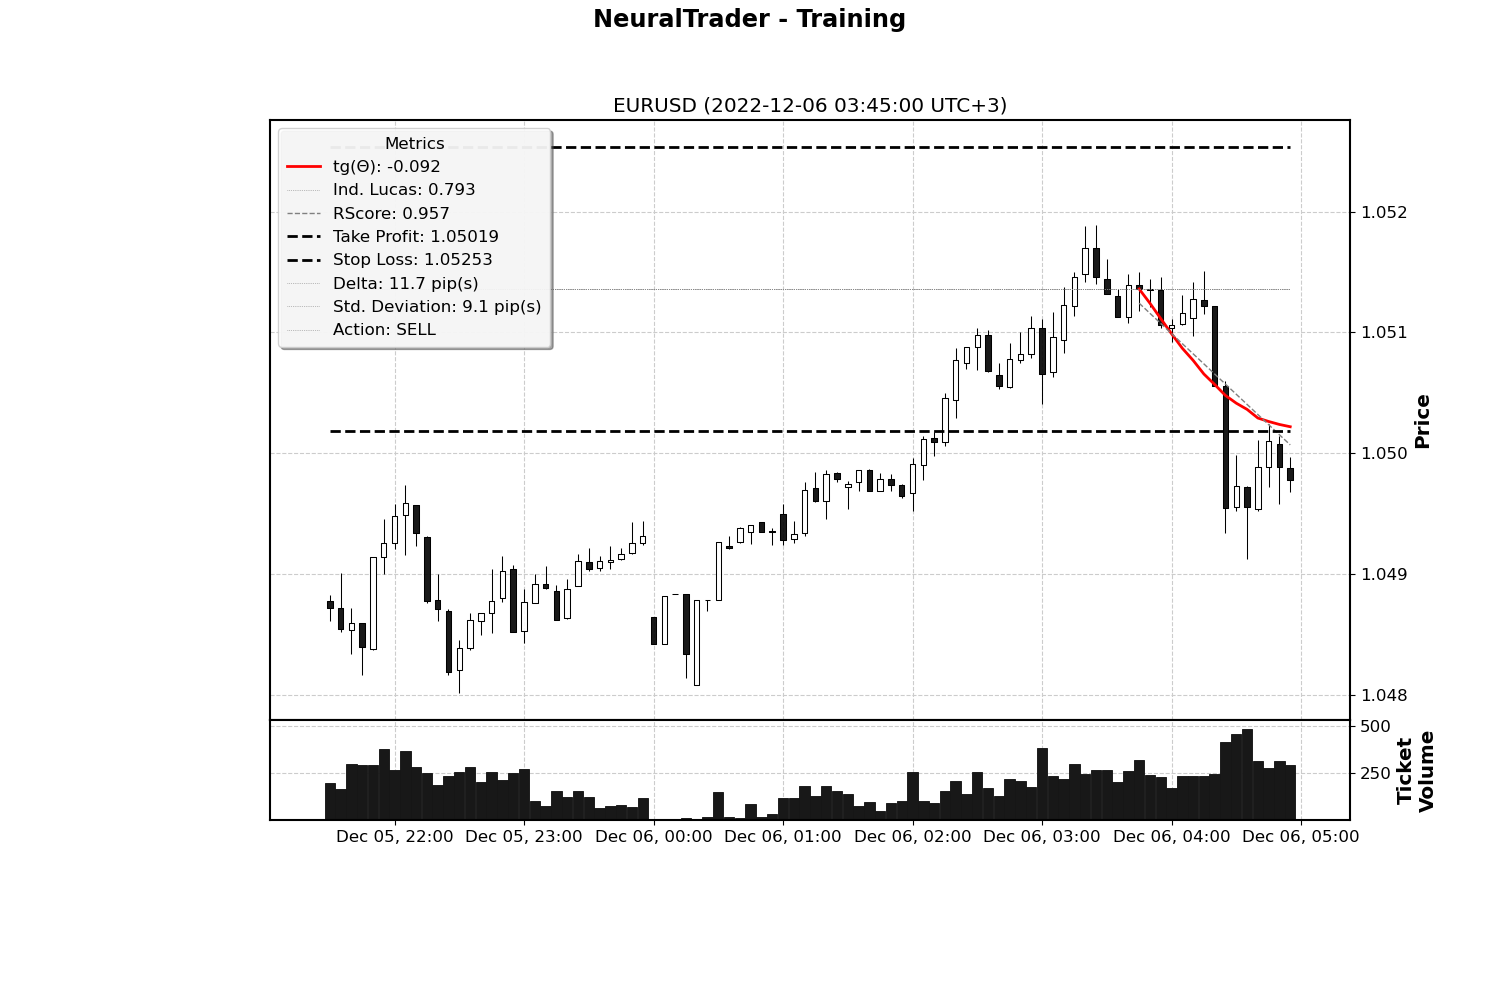 NeuralTrader - Training
EURUSD (2022-12-06 03:45:00 UTC+3)
Metrics
tg(Θ): -0.092
Ind. Lucas: 0.793
RScore: 0.957
Take Profit: 1.05019
Stop Loss: 1.05253
Delta: 11.7 pip(s)
Std. Deviation: 9.1 pip(s)
Action: SELL
1.052
1.051
1.050
1.049
1.048
Price
500
250
Ticket
Volume
Dec 05, 22:00 Dec 05, 23:00 Dec 06, 00:00 Dec 06, 01:00 Dec 06, 02:00 Dec 06, 03:00 Dec 06, 04:00 Dec 06, 05:00